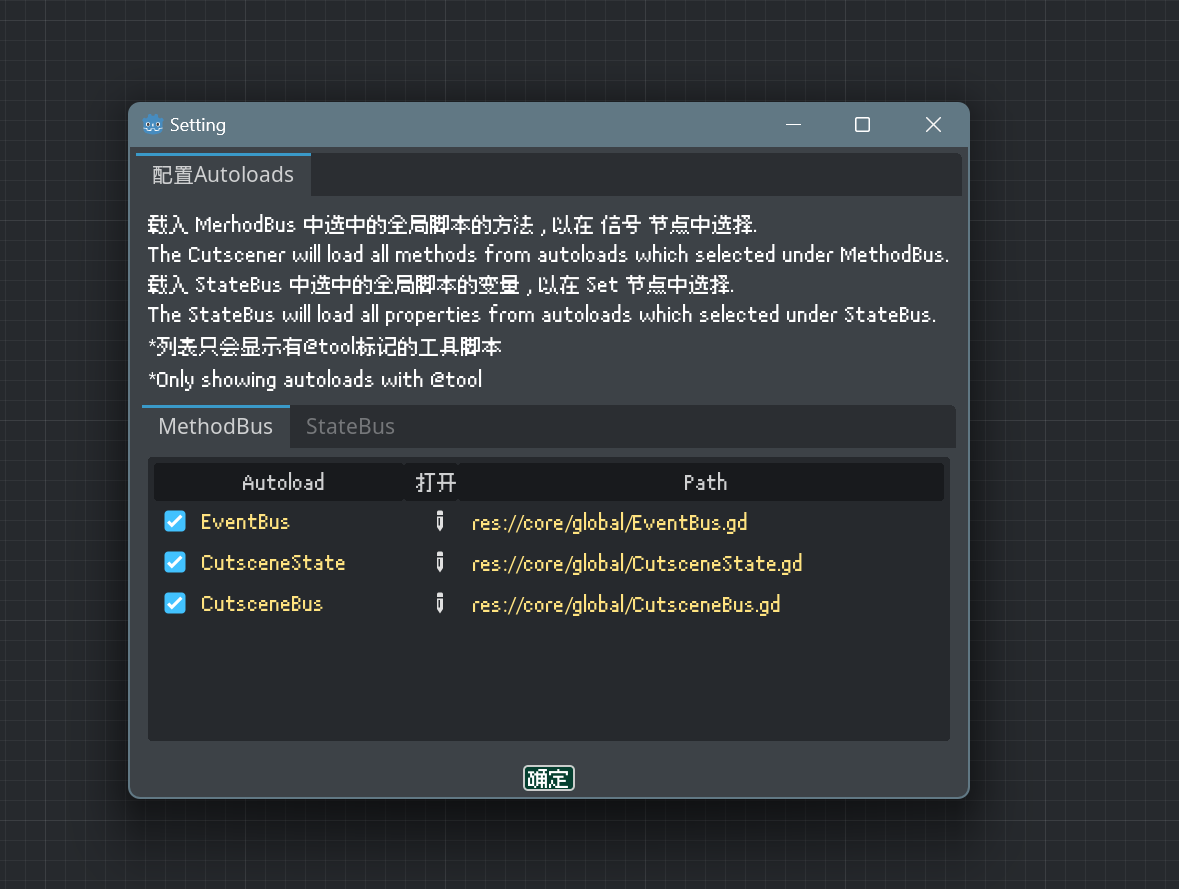 Setting
配置Autoloads
载入 MerhodBus 中选中的全局脚本的方法 , 以在 信号 节点中选择.
The Cutscener will load all methods from autoloads which selected under MethodBus.
载入 StateBus 中选中的全局脚本的变量 , 以在 Set 节点中选择.
The StateBus will load all properties from autoloads which selected under StateBus.
*列表只会显示有@tool标记的工具脚本
*Only showing autoloads with @tool
MethodBus StateBus
Autoload 打开 Path
EventBus res://core/global/EventBus.gd
CutsceneState res://core/global/CutsceneState.gd
CutsceneBus res://core/global/CutsceneBus.gd
确定